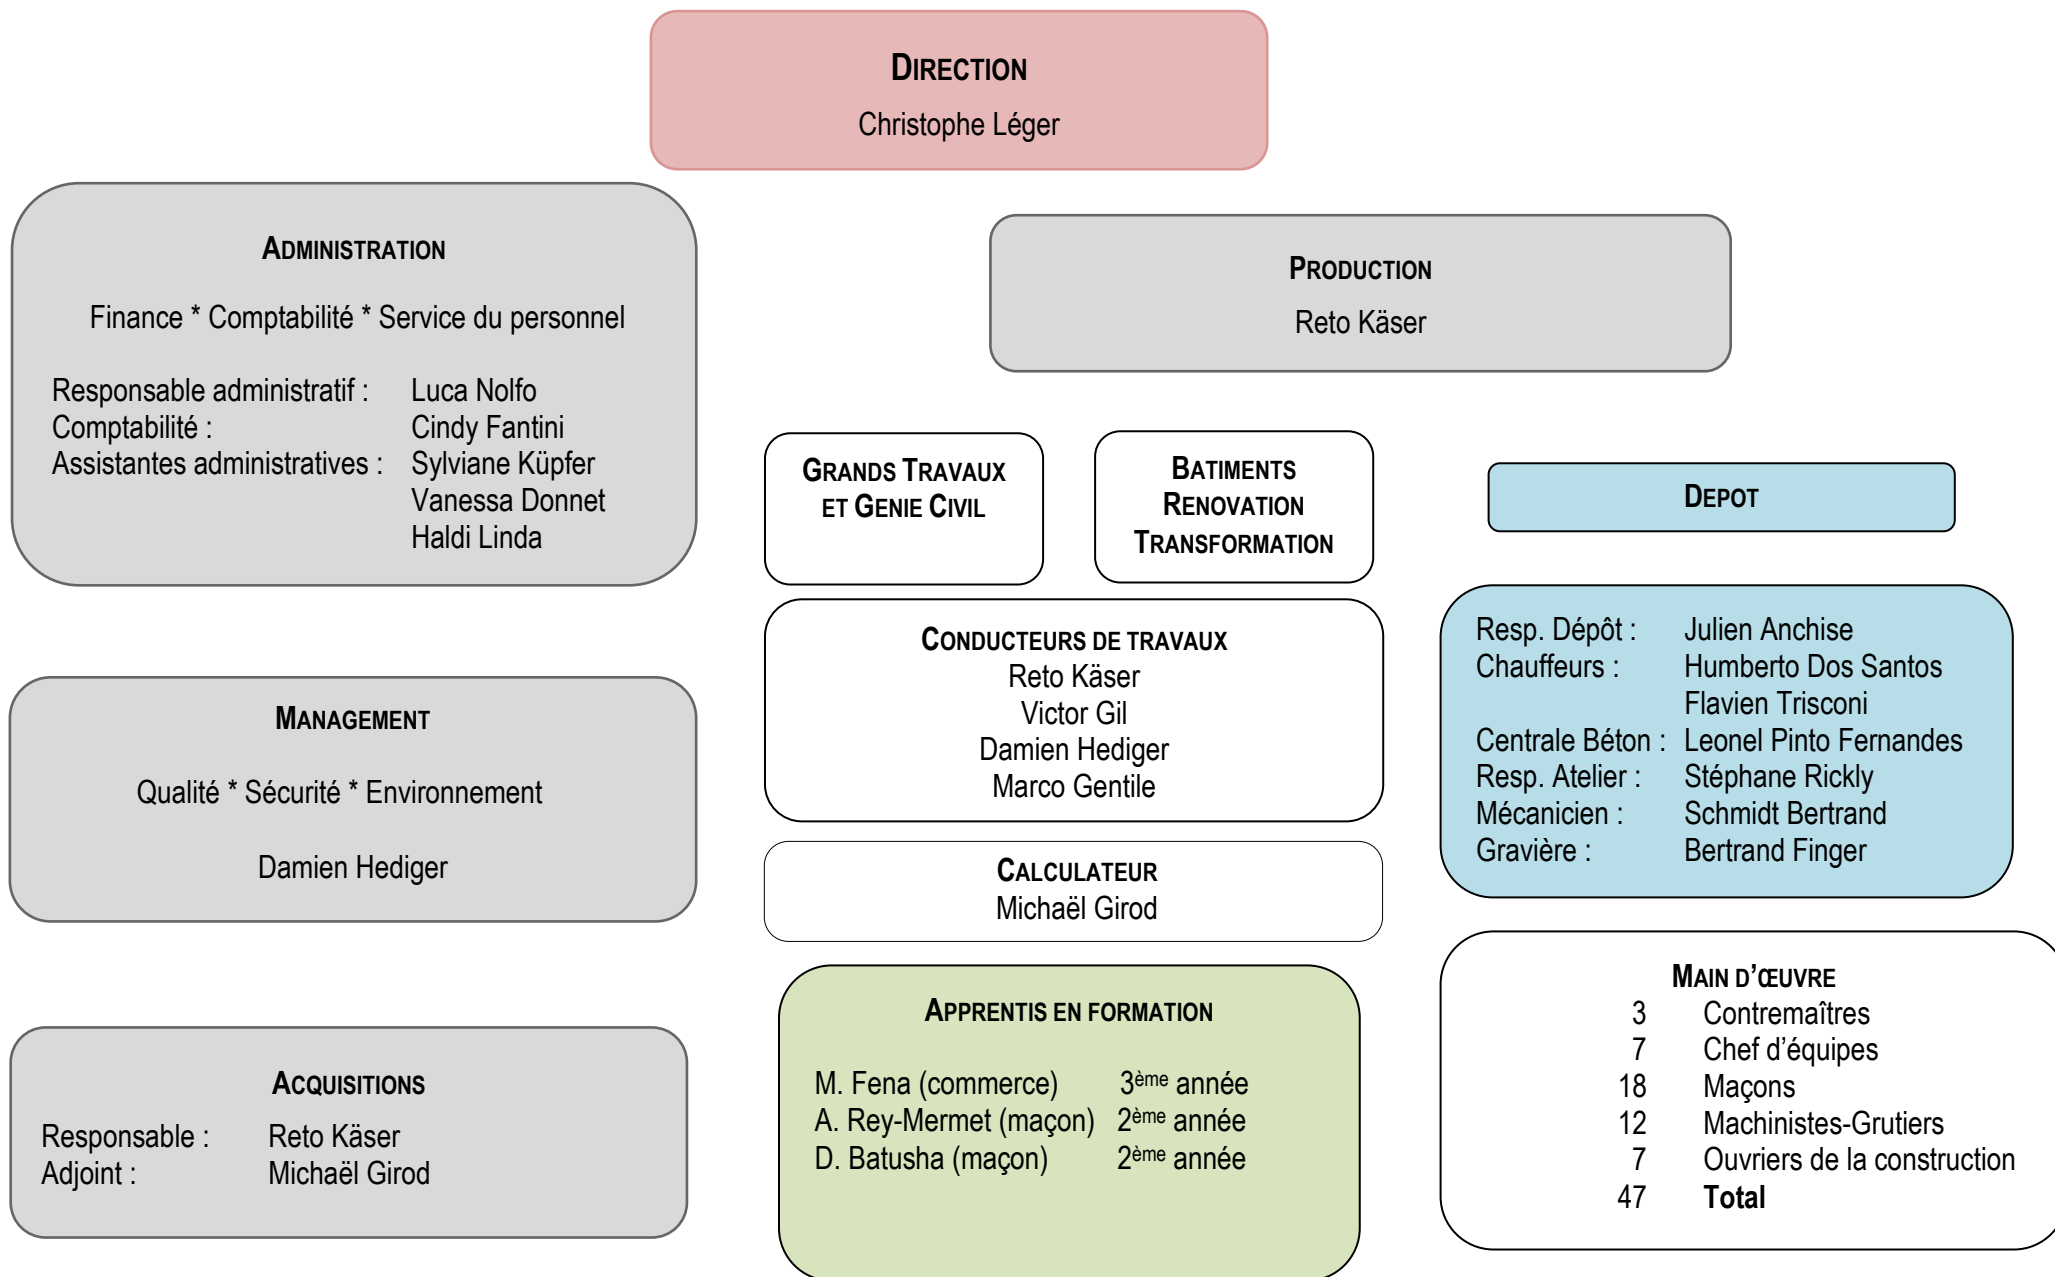 DIRECTION
Christophe Léger
ADMINISTRATION
Finance * Comptabilité * Service du personnel
Responsable administratif : Luca Nolfo
Comptabilité : Cindy Fantini
Assistantes administratives : Sylviane Küpfer
Vanessa Donnet
Haldi Linda
PRODUCTION
Reto Käser
GRANDS TRAVAUX
ET GENIE CIVIL
BATIMENTS
RENOVATION
TRANSFORMATION
DEPOT
CONDUCTEURS DE TRAVAUX
Reto Käser
Victor Gil
Damien Hediger
Marco Gentile
Resp. Dépôt : Julien Anchise
Chauffeurs : Humberto Dos Santos
Flavien Trisconi
Centrale Béton : Leonel Pinto Fernandes
Resp. Atelier : Stéphane Rickly
Mécanicien : Schmidt Bertrand
Gravière : Bertrand Finger
MANAGEMENT
Qualité * Sécurité * Environnement
Damien Hediger
CALCULATEUR
Michaël Girod
ACQUISITIONS
Responsable : Reto Käser
Adjoint : Michaël Girod
APPRENTIS EN FORMATION
M. Fena (commerce) 3ème année
A. Rey-Mermet (maçon) 2ème année
D. Batusha (maçon) 2ème année
MAIN D’ŒUVRE
3 Contremaîtres
7 Chef d’équipes
18 Maçons
12 Machinistes-Grutiers
7 Ouvriers de la construction
47 Total